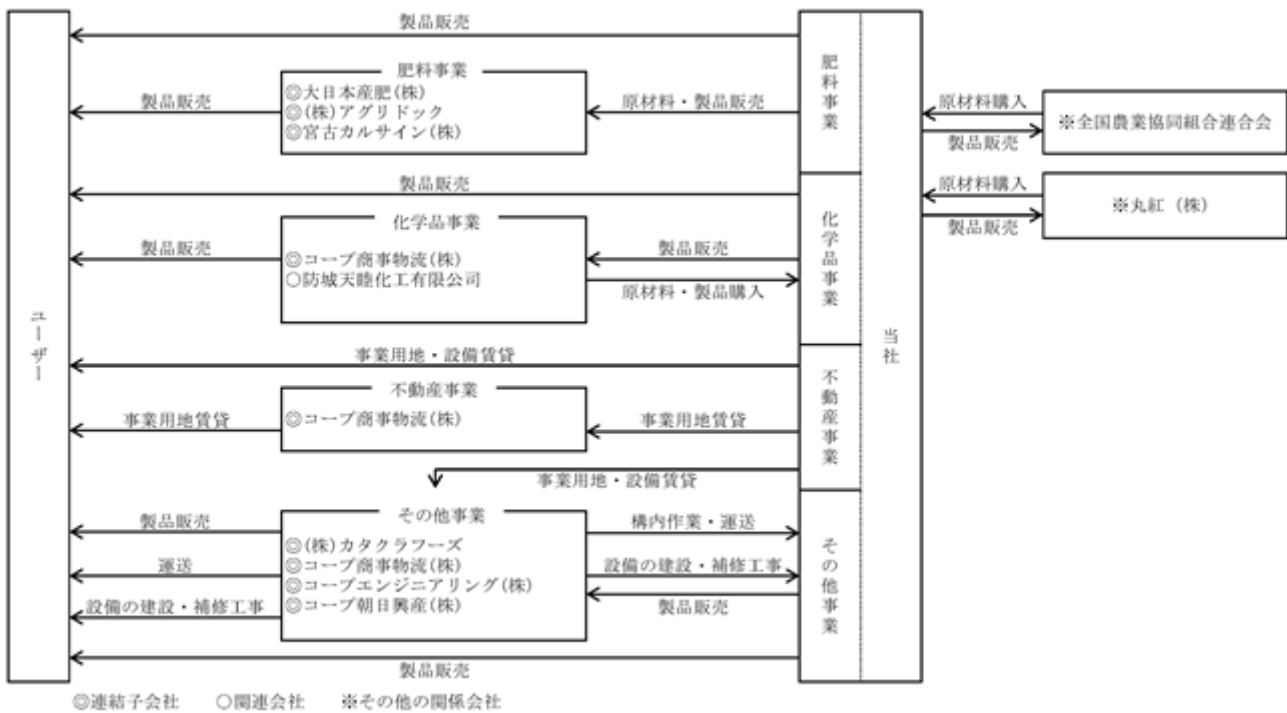 製品販売
肥料事業
◎大日本産肥(株)
◎(株)アグリドック
◎宮古カルサイン(株)
製品販売
原材料・製品販売
肥料事業
原材料購入
製品販売
※全国農業協同組合連合会
製品販売
原材料購入
製品販売
※丸紅（株）
化学品事業
◎コープ商事物流(株)
○防城天睦化工有限公司
製品販売
製品販売
原材料・製品購入
化学品事業
ユーザー
当社
事業用地・設備賃貸
不動産事業
◎コープ商事物流(株)
事業用地賃貸
事業用地賃貸
不動産事業
事業用地・設備賃貸
その他事業
◎(株)カタクラフーズ
◎コープ商事物流(株)
◎コープエンジニアリング(株)
◎コープ朝日興産(株)
製品販売
運送
設備の建設・補修工事
構内作業・運送
設備の建設・補修工事
製品販売
その他事業
製品販売
◎連結子会社　○関連会社　※その他の関係会社